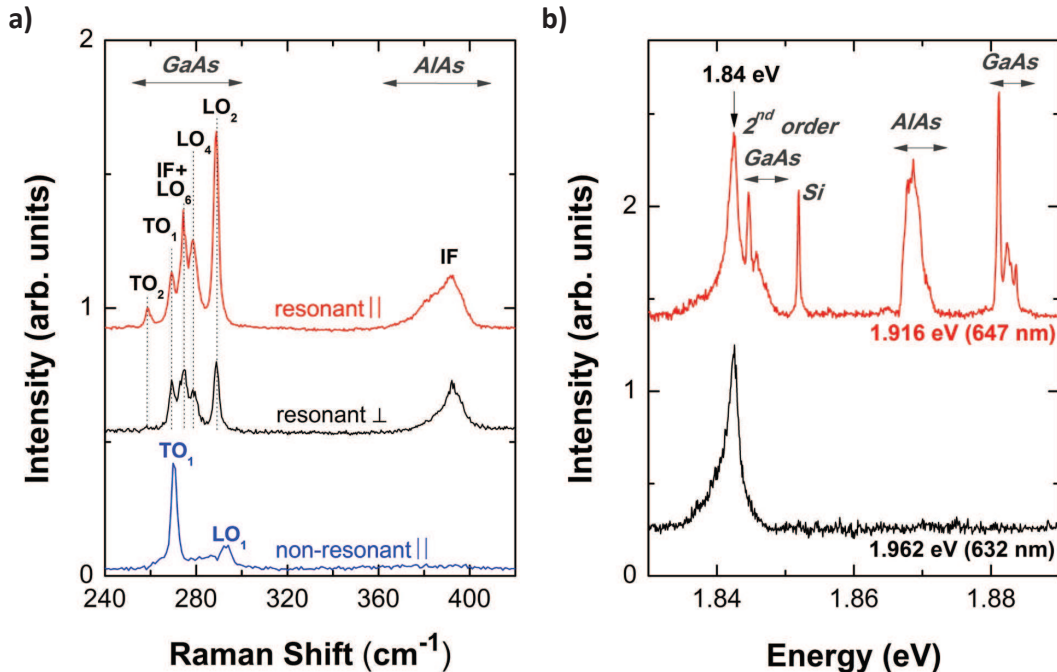 a)
2
GaAs
AlAs
LO₂
LO₄
IF+
LO₆
TO₁
TO₂
IF
1
resonant ||
resonant ⊥
TO₁
LO₁
non-resonant ||
0
240 280 320 360 400
Raman Shift (cm⁻¹)
Intensity (arb. units)
b)
1.84 eV
GaAs
2ⁿᵈ order
AlAs
GaAs
Si
2
1.916 eV (647 nm)
1
1.962 eV (632 nm)
0
1.84 1.86 1.88
Energy (eV)
Intensity (arb. units)